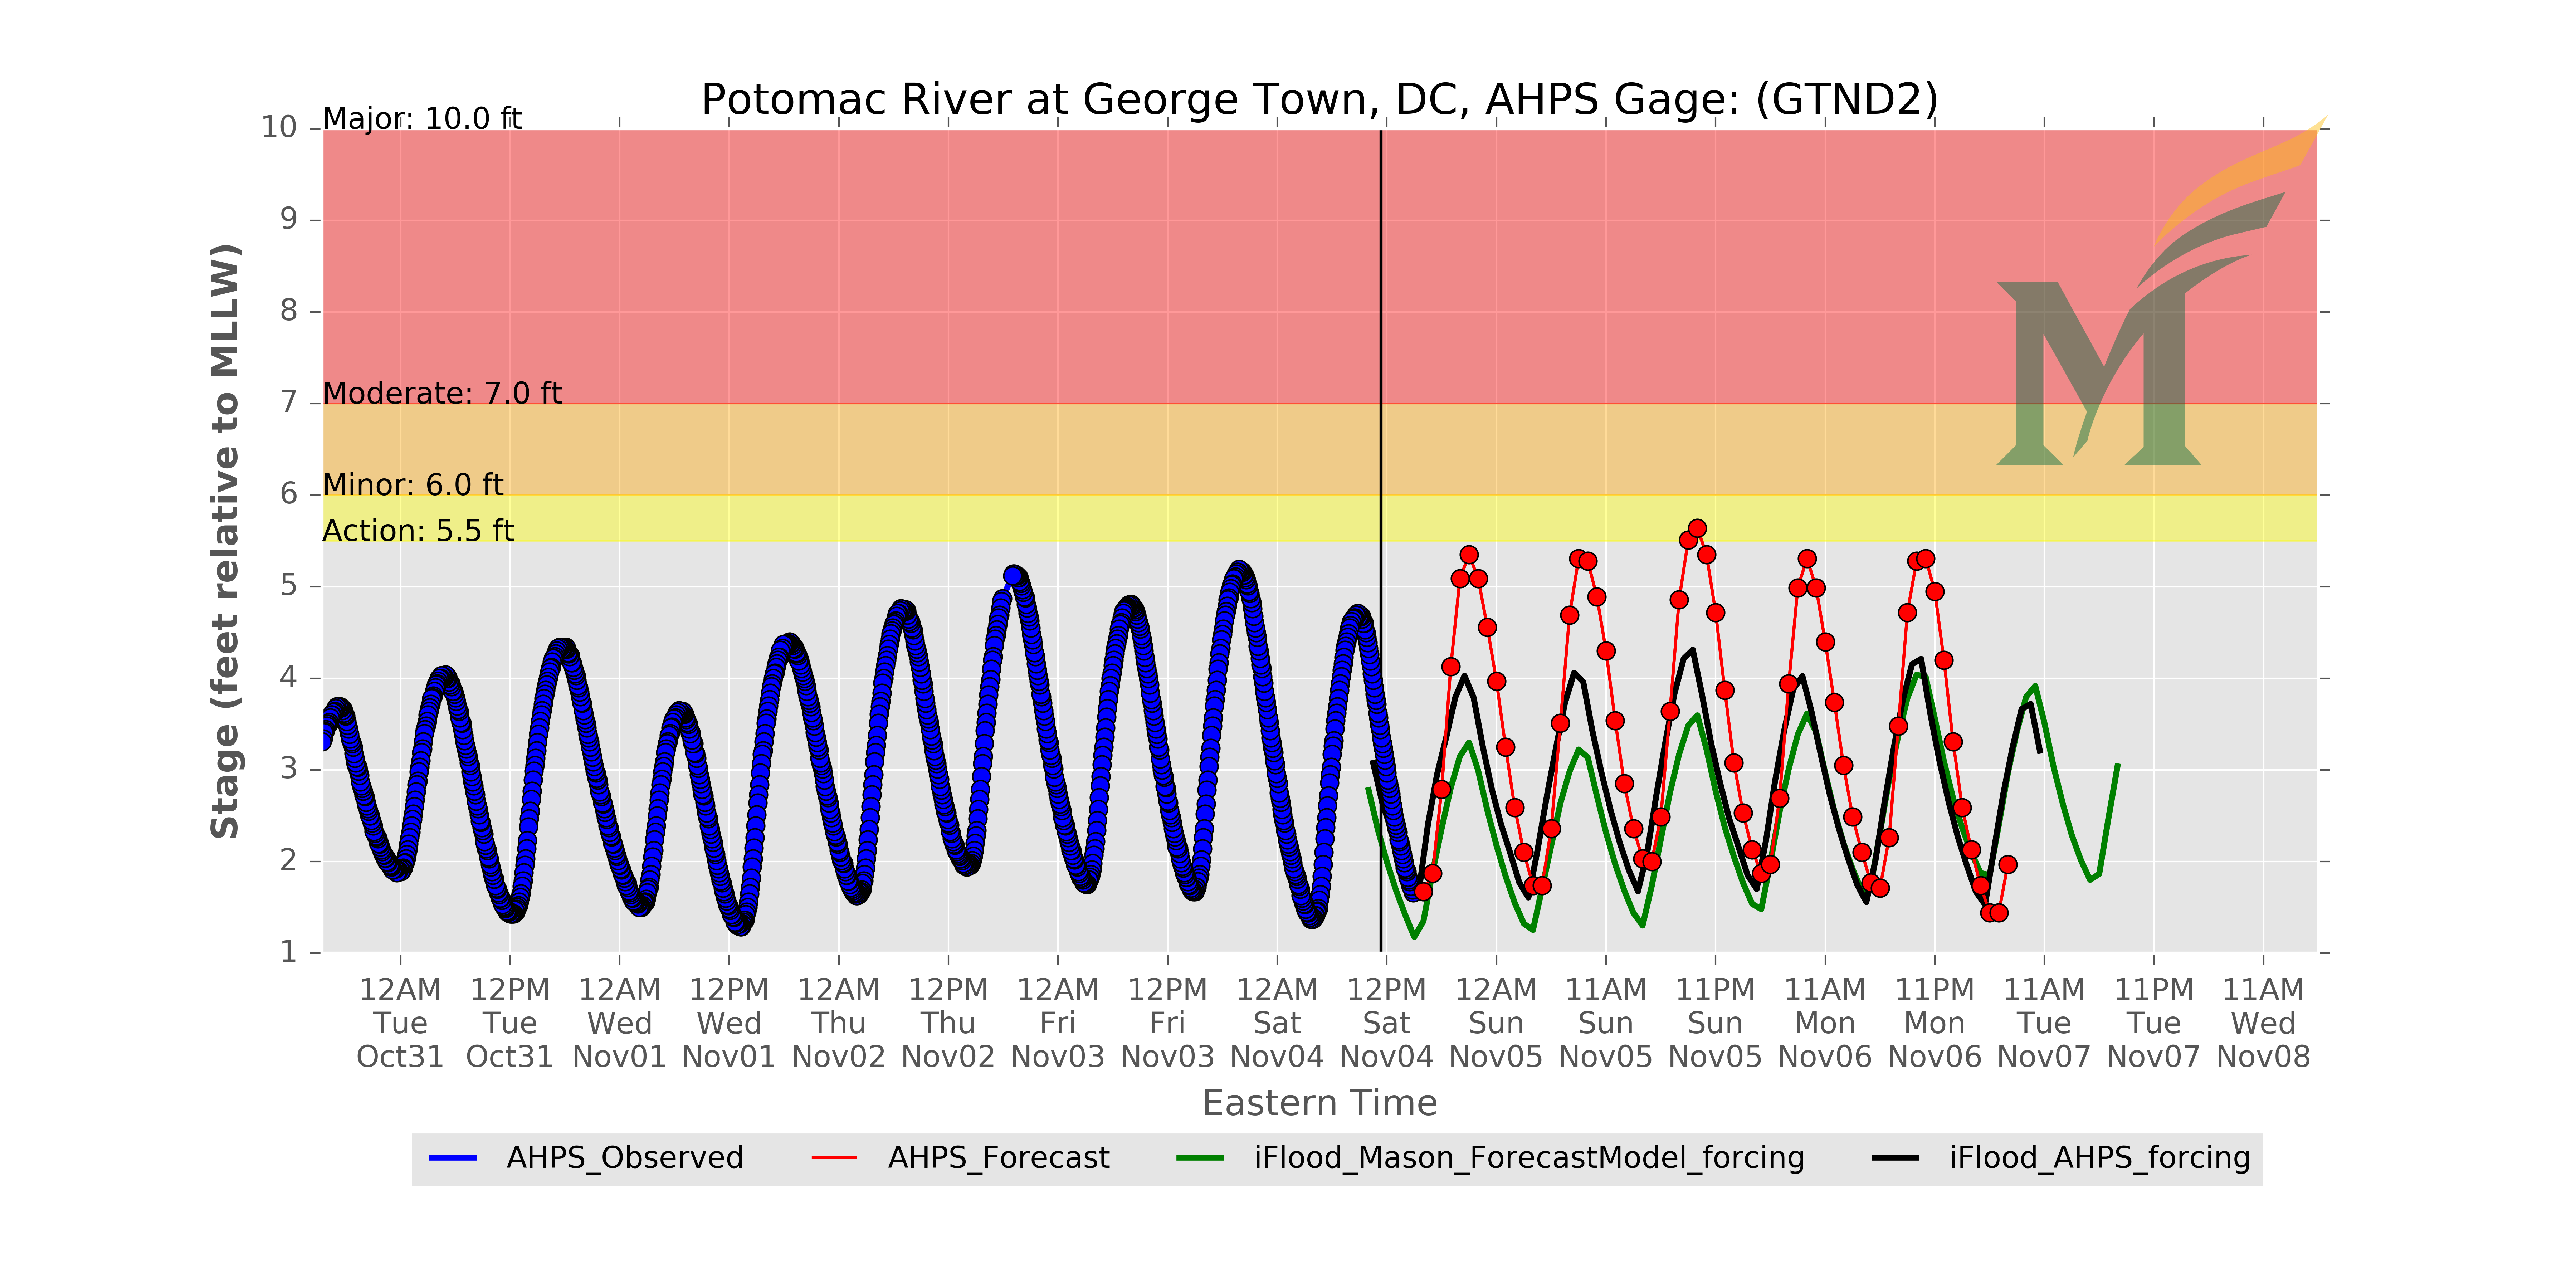 Potomac River at George Town, DC, AHPS Gage: (GTND2)
Major: 10.0 ft
Moderate: 7.0 ft
Minor: 6.0 ft
Action: 5.5 ft
10
9
8
7
6
5
4
3
2
1
Stage (feet relative to MLLW)
12AM 12PM 12AM 12PM 12AM 12PM 12AM 12PM 12AM 12PM 12AM 11AM 11PM 11AM 11PM 11AM 11PM 11AM
Tue Tue Wed Wed Thu Thu Fri Fri Sat Sat Sun Sun Sun Mon Mon Tue Tue Wed
Oct31 Oct31 Nov01 Nov01 Nov02 Nov02 Nov03 Nov03 Nov04 Nov04 Nov05 Nov05 Nov05 Nov06 Nov06 Nov07 Nov07 Nov08
Eastern Time
AHPS_Observed AHPS_Forecast iFlood_Mason_ForecastModel_forcing iFlood_AHPS_forcing